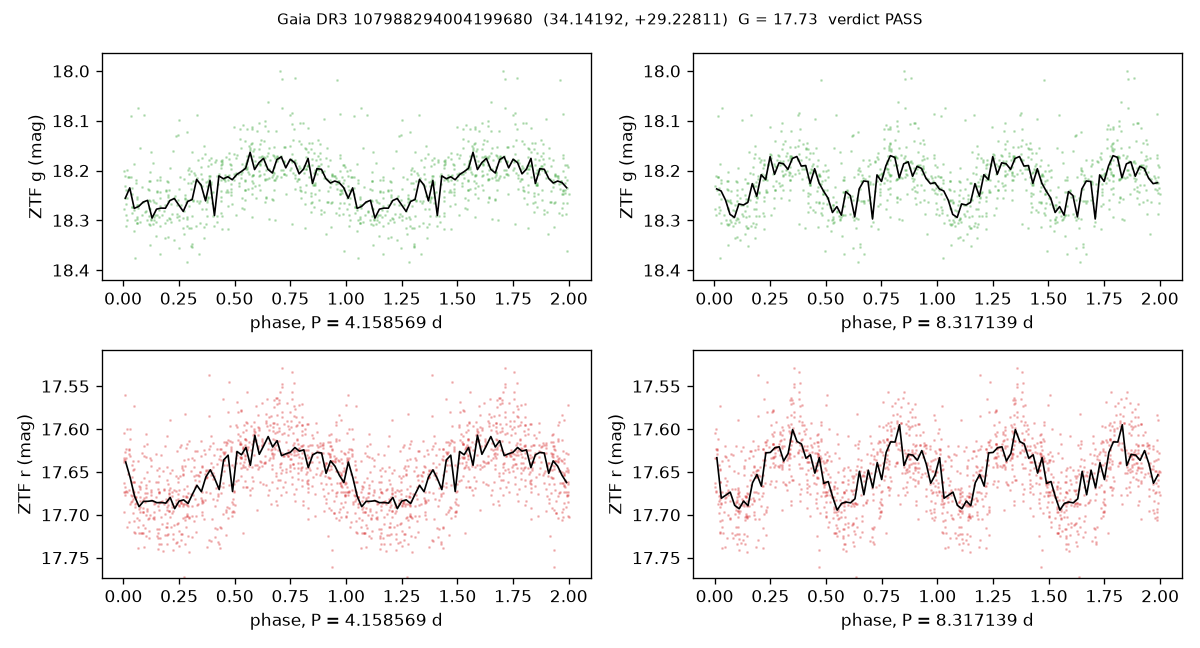 Gaia DR3 107988294004199680  (34.14192, +29.22811)  G = 17.73  verdict PASS
ZTF g (mag)
18.0
18.1
18.2
18.3
18.4
0.00 0.25 0.50 0.75 1.00 1.25 1.50 1.75 2.00
phase, P = 4.158569 d
ZTF g (mag)
18.0
18.1
18.2
18.3
18.4
0.00 0.25 0.50 0.75 1.00 1.25 1.50 1.75 2.00
phase, P = 8.317139 d
ZTF r (mag)
17.55
17.60
17.65
17.70
17.75
0.00 0.25 0.50 0.75 1.00 1.25 1.50 1.75 2.00
phase, P = 4.158569 d
ZTF r (mag)
17.55
17.60
17.65
17.70
17.75
0.00 0.25 0.50 0.75 1.00 1.25 1.50 1.75 2.00
phase, P = 8.317139 d